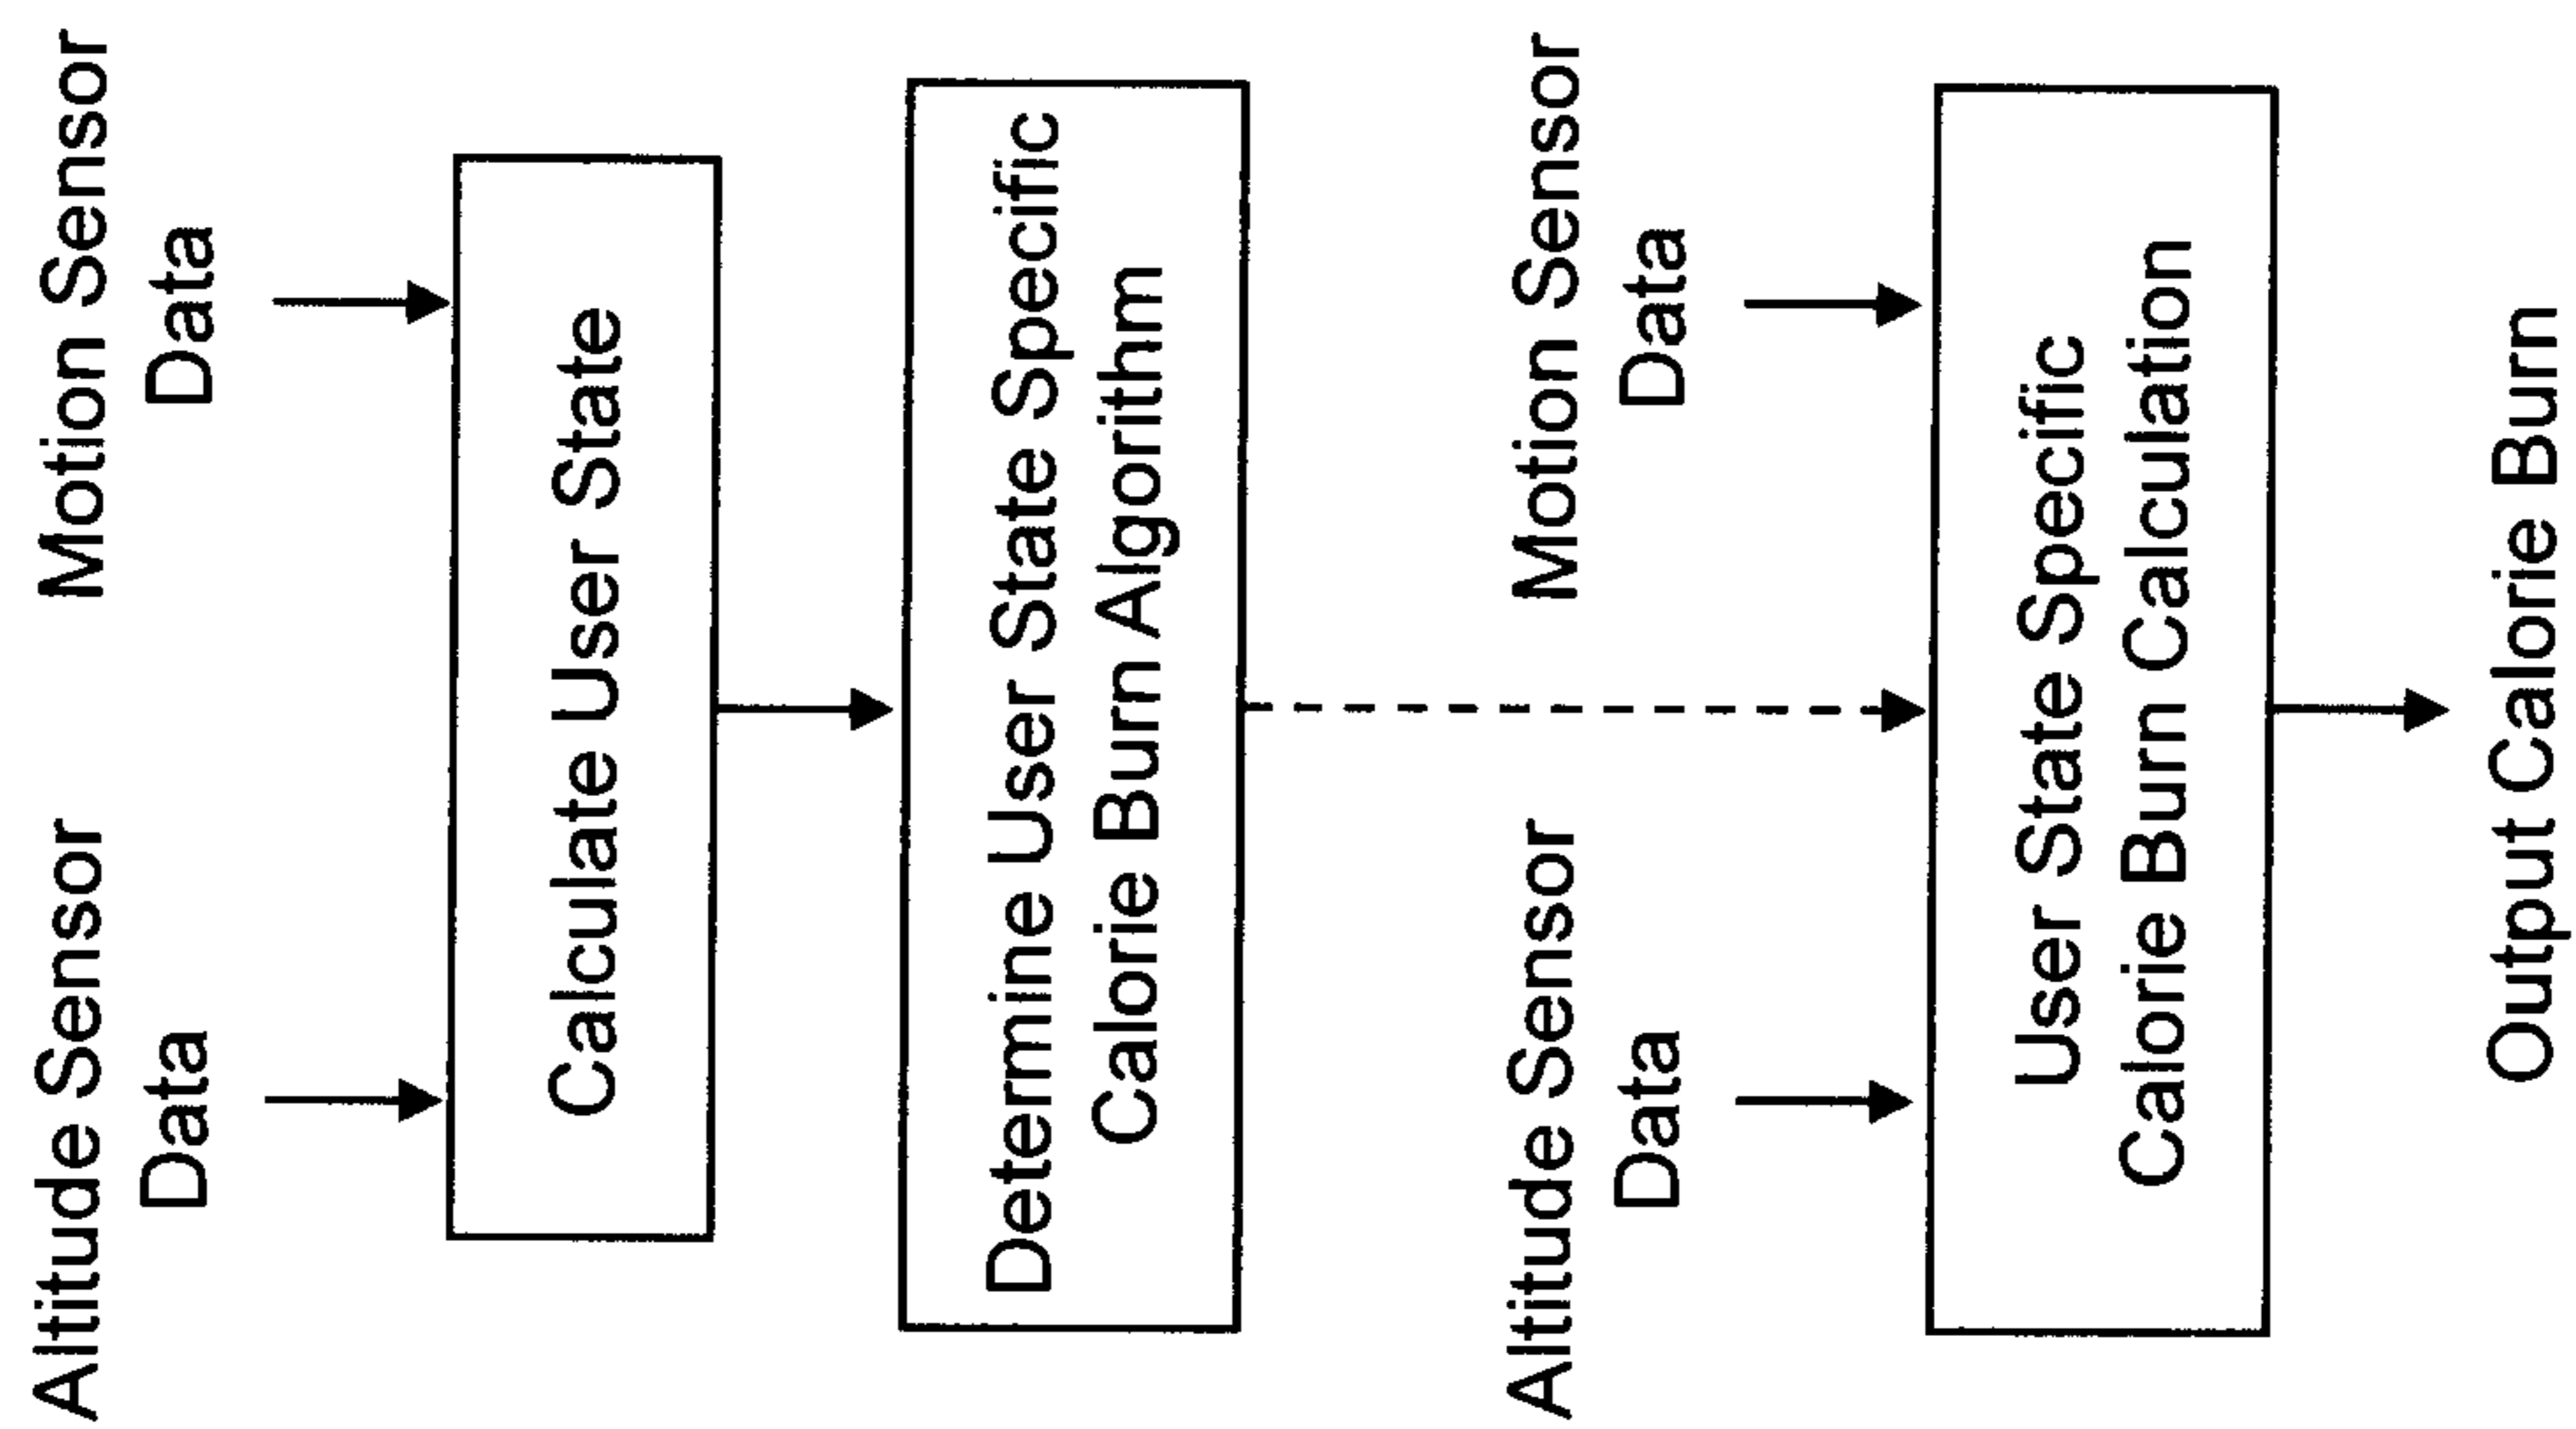 Altitude Sensor
Data
Motion Sensor
Data
Calculate User State
Determine User State Specific
Calorie Burn Algorithm
Altitude Sensor
Data
Motion Sensor
Data
User State Specific
Calorie Burn Calculation
Output Calorie Burn